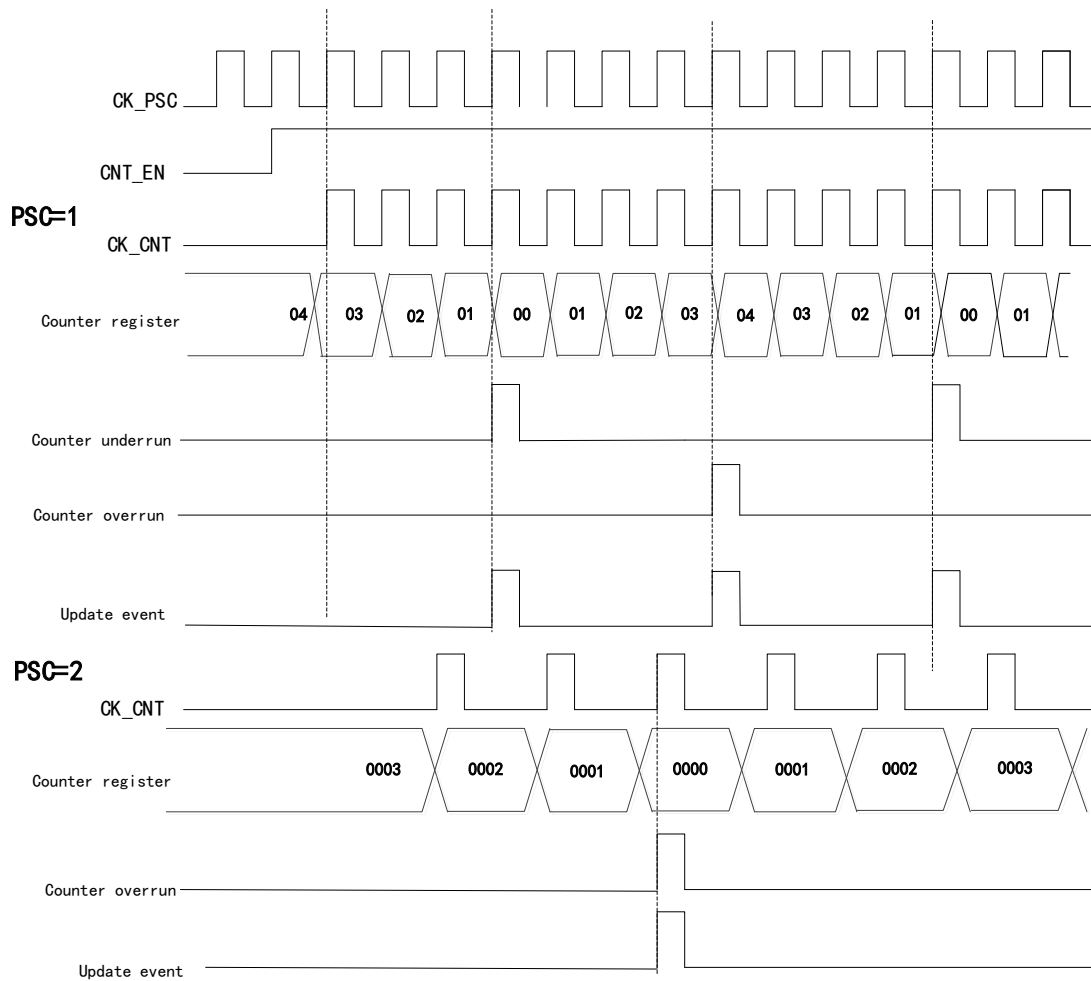 CK_PSC
CNT_EN
PSC=1
CK_CNT
Counter register 04 03 02 01 00 01 02 03 04 03 02 01 00 01
Counter underrun
Counter overrun
Update event
PSC=2
CK_CNT
Counter register 0003 0002 0001 0000 0001 0002 0003
Counter overrun
Update event